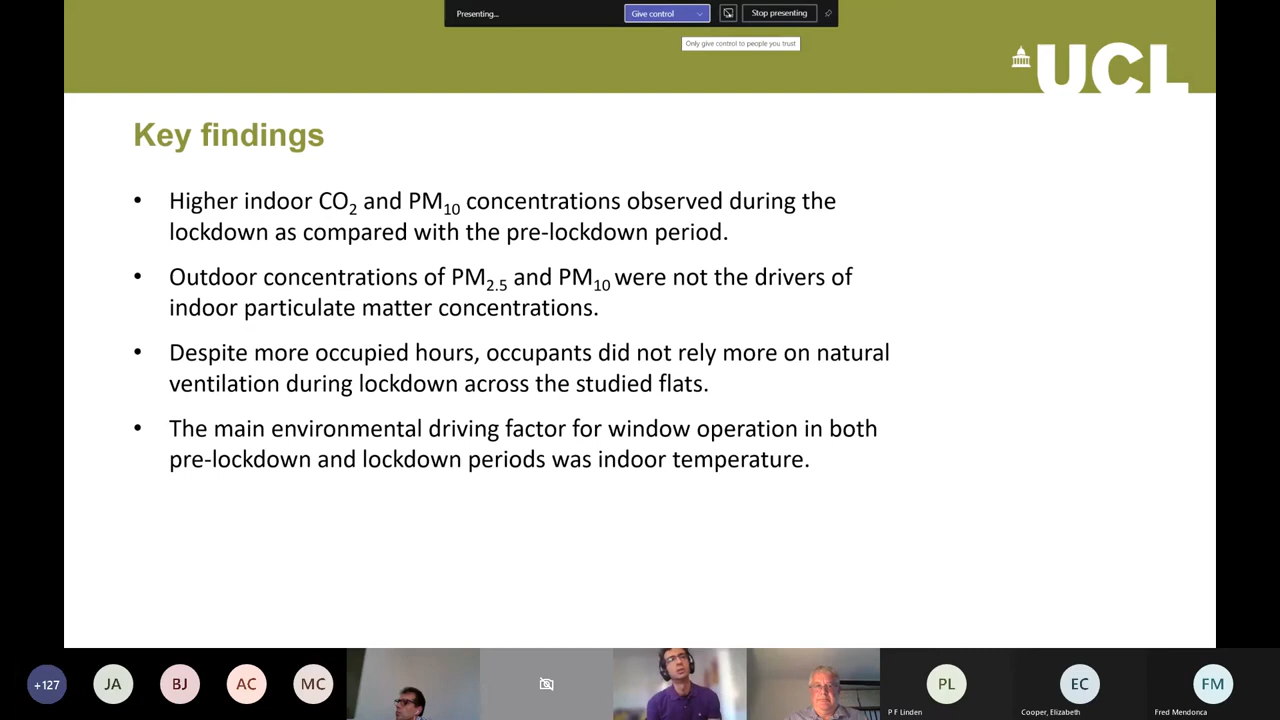 Presenting...
Give control
Stop presenting
Only give control to people you trust
UCL
Key findings
• Higher indoor CO₂ and PM₁₀ concentrations observed during the
lockdown as compared with the pre-lockdown period.
• Outdoor concentrations of PM₂.₅ and PM₁₀ were not the drivers of
indoor particulate matter concentrations.
• Despite more occupied hours, occupants did not rely more on natural
ventilation during lockdown across the studied flats.
• The main environmental driving factor for window operation in both
pre-lockdown and lockdown periods was indoor temperature.
+127
JA
BJ
AC
MC
PL
EC
FM
P F Linden
Cooper, Elizabeth
Fred Mendonca